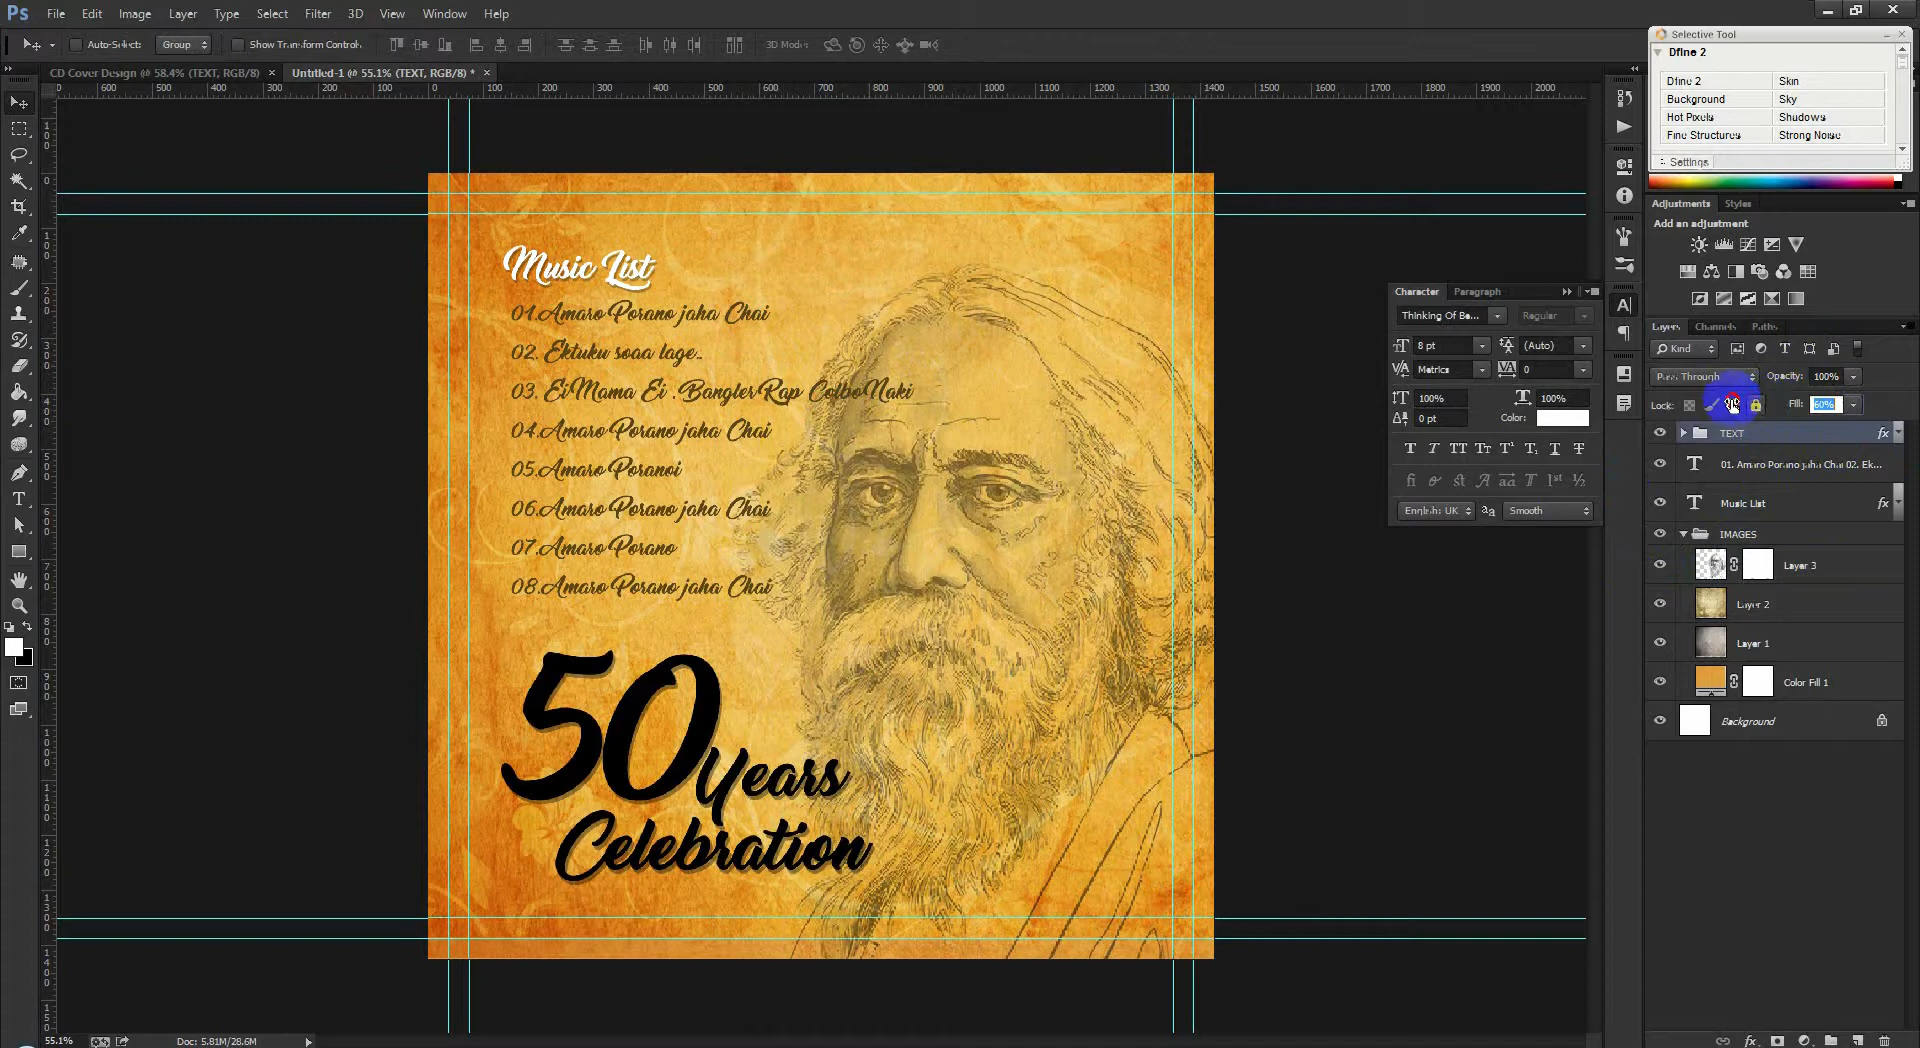 Ps File Edit Image Layer Type Select Filter 3D View Window Help
Auto-Select: Group Show Transform Controls 3D Mode:
CD Cover Design @ 58.4% (TEXT, RGB/8) × Untitled-1 @ 55.1% (TEXT, RGB/8) * ×
Selective Tool
Dfine 2
Dfine 2 Skin
Background Sky
Hot Pixels Shadows
Fine Structures Strong Noise
Settings
Adjustments Styles
Add an adjustment
Music List
01.Amaro Porano jaha Chai
02. Ektuku soaa lage..
03. Ei Mama Ei .Bangler Rap Colbo Naki
04.Amaro Porano jaha Chai
05.Amaro Poranoi
06.Amaro Porano jaha Chai
07.Amaro Porano
08.Amaro Porano jaha Chai
50 Years
Celebration
Character Paragraph
Thinking Of Be... Regular
8 pt (Auto)
Metrics 0
100% 100%
0 pt Color:
English: UK Smooth
Layers Channels Paths
Kind
Pass Through Opacity: 100%
Lock: Fill: 60%
TEXT fx
01. Amaro Porano jaha Chai 02. Ek...
Music List fx
IMAGES
Layer 3
Layer 2
Layer 1
Color Fill 1
Background
55.1% Doc: 5.81M/28.6M